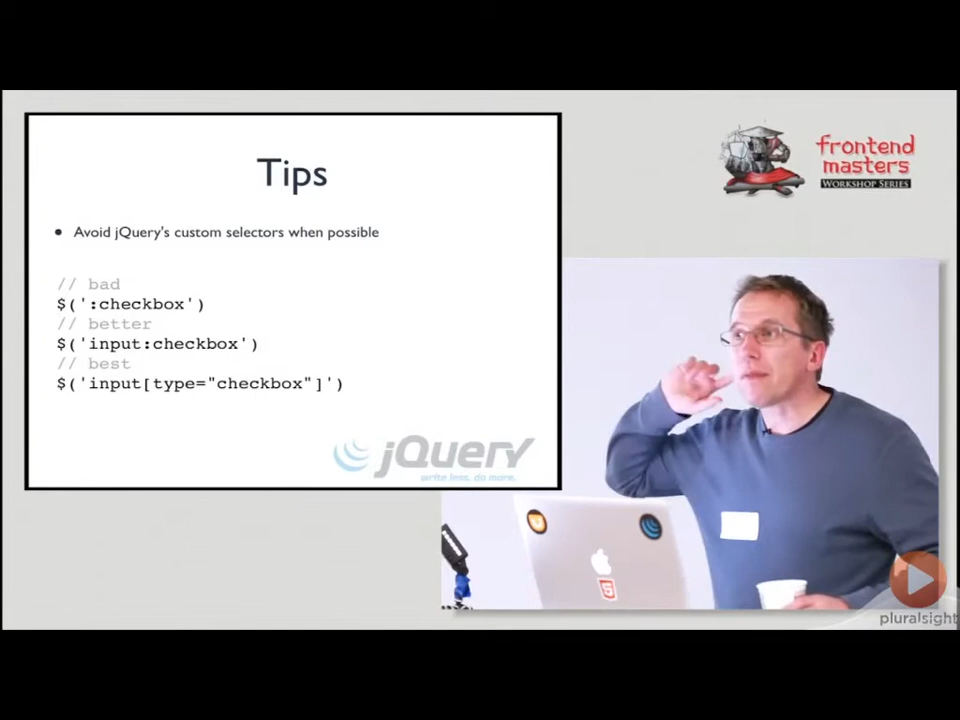 Tips
• Avoid jQuery's custom selectors when possible
// bad
$(':checkbox')
// better
$('input:checkbox')
// best
$('input[type="checkbox"]')
jQuery
write less. do more.
frontend
masters
WORKSHOP SERIES
pluralsight